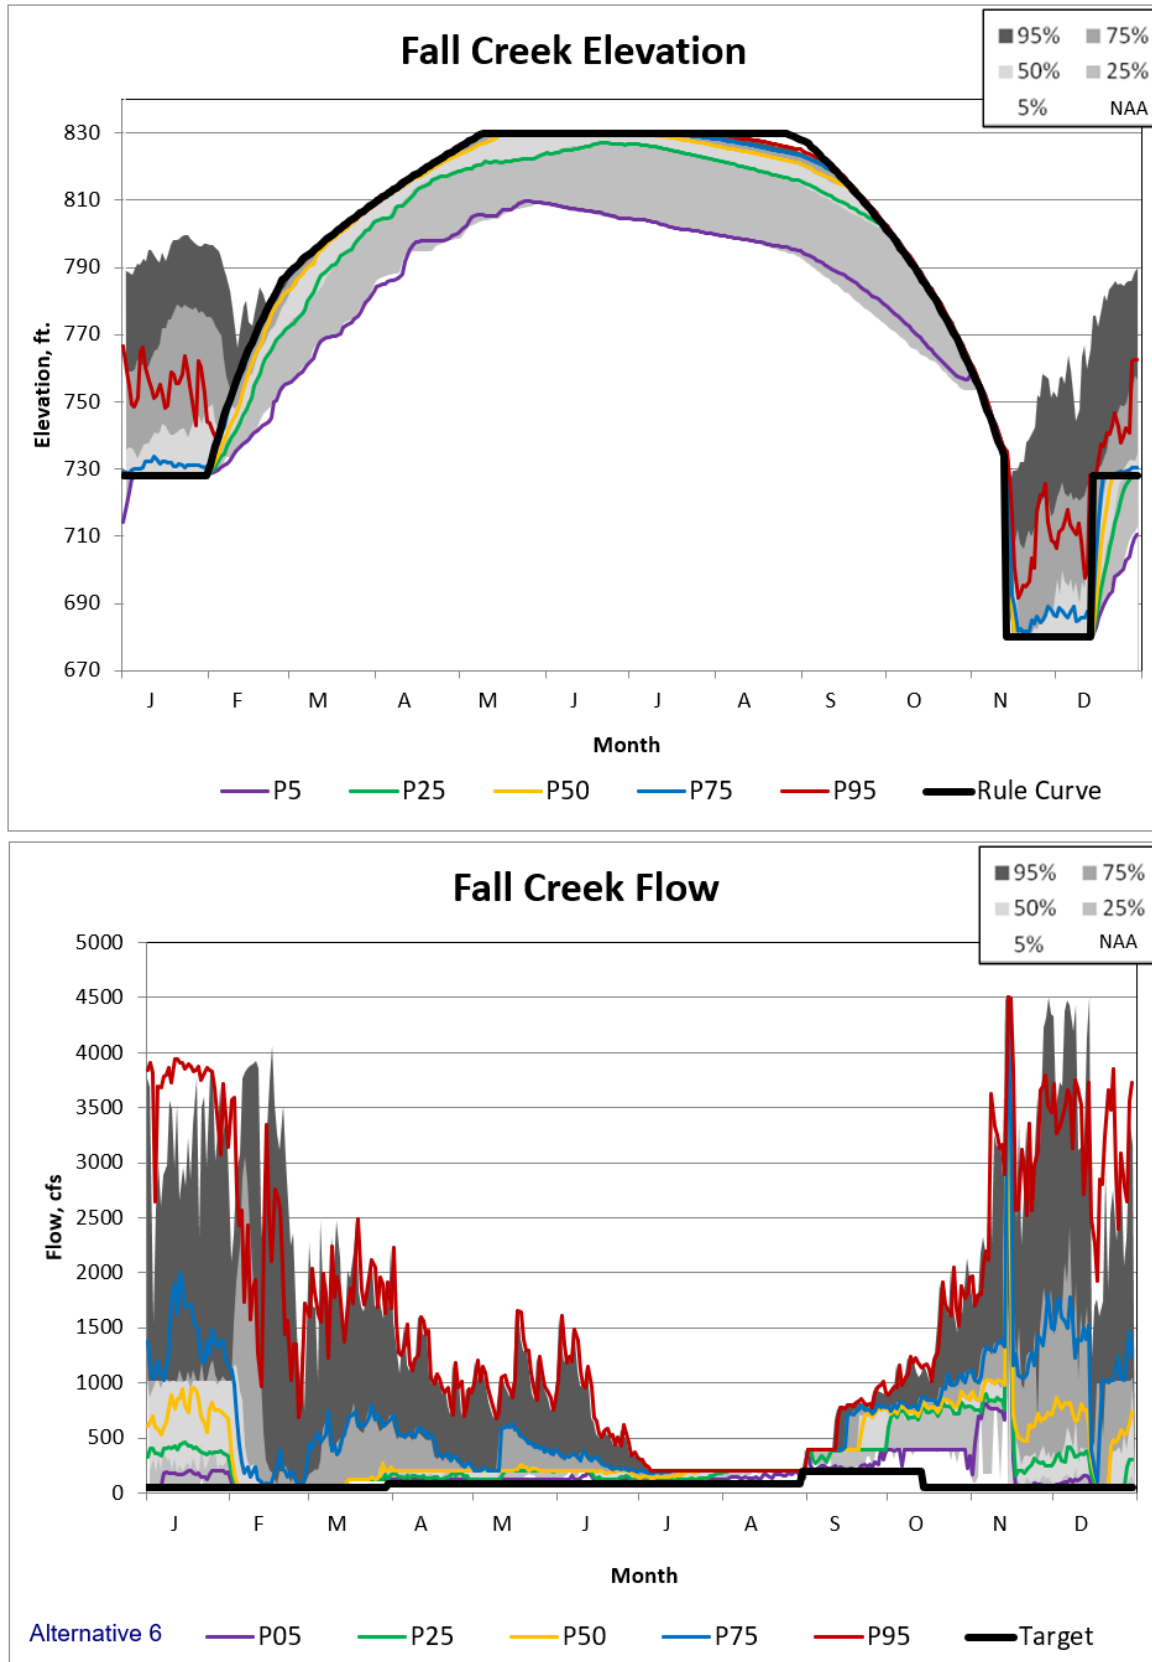 Fall Creek Elevation
95% 75%
50% 25%
5% NAA
830
810
790
770
750
730
710
690
670
Elevation, ft.
J F M A M J J A S O N D
Month
P5 P25 P50 P75 P95 Rule Curve
Fall Creek Flow
95% 75%
50% 25%
5% NAA
5000
4500
4000
3500
3000
2500
2000
1500
1000
500
0
Flow, cfs
J F M A M J J A S O N D
Month
Alternative 6 P05 P25 P50 P75 P95 Target